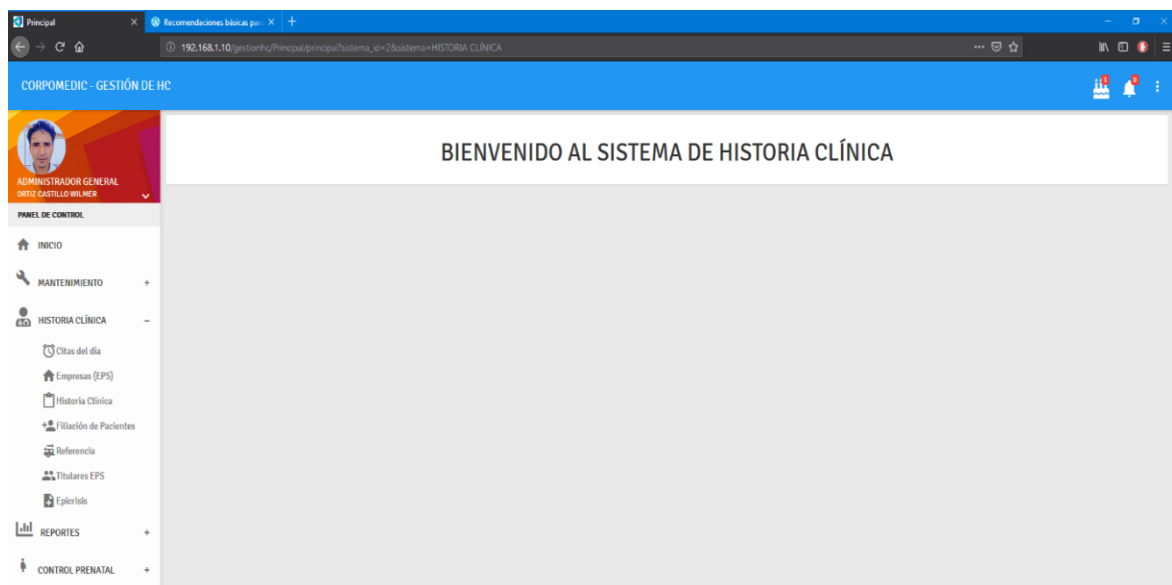 Principal
Recomendaciones básicas par
192.168.1.10/gestionhc/Principal/principal?sistema_id=2&sistema=HISTORIA CLÍNICA
CORPOMEDIC - GESTIÓN DE HC
1
0
BIENVENIDO AL SISTEMA DE HISTORIA CLÍNICA
ADMINISTRADOR GENERAL
ORTIZ CASTILLO WILMER
PANEL DE CONTROL
INICIO
MANTENIMIENTO +
HISTORIA CLÍNICA –
Citas del día
Empresas (EPS)
Historia Clínica
Filiación de Pacientes
Referencia
Titulares EPS
Epicrisis
REPORTES +
CONTROL PRENATAL +